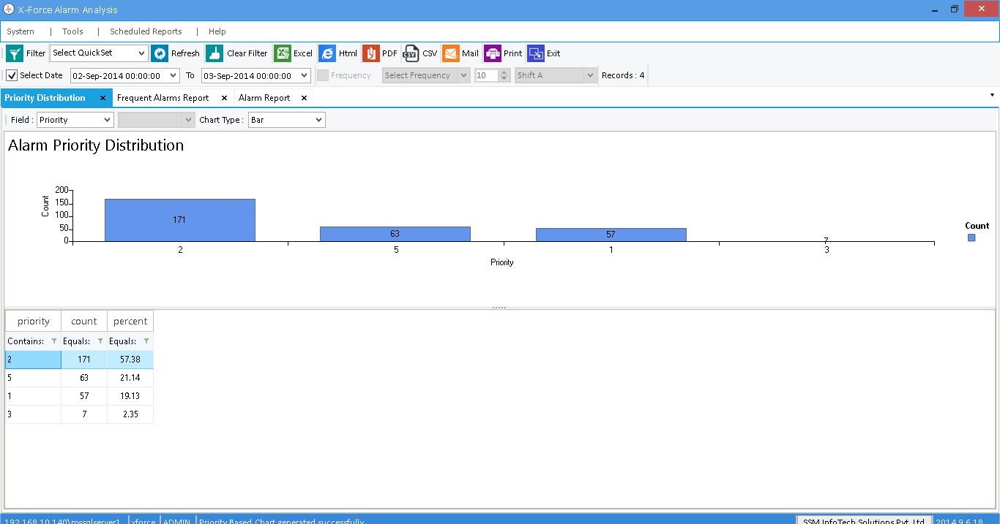 X-Force Alarm Analysis
System | Tools | Scheduled Reports | Help
Filter Select QuickSet Refresh Clear Filter Excel Html PDF CSV CSV Mail Print Exit
Select Date 02-Sep-2014 00:00:00 To 03-Sep-2014 00:00:00 Frequency Select Frequency 10 Shift A Records : 4
Priority Distribution Frequent Alarms Report Alarm Report
Field : Priority Chart Type : Bar
Alarm Priority Distribution
200
150
100
50
0
Count
171
63
57
7
2
5
1
3
Priority
Count
priority count percent
Contains: Equals: Equals:
2 171 57.38
5 63 21.14
1 57 19.13
3 7 2.35
192.168.10.140\mssqlserver1 xforce ADMIN Priority Based Chart generated successfully SSM InfoTech Solutions Pvt. Ltd. 2014.9.6.18